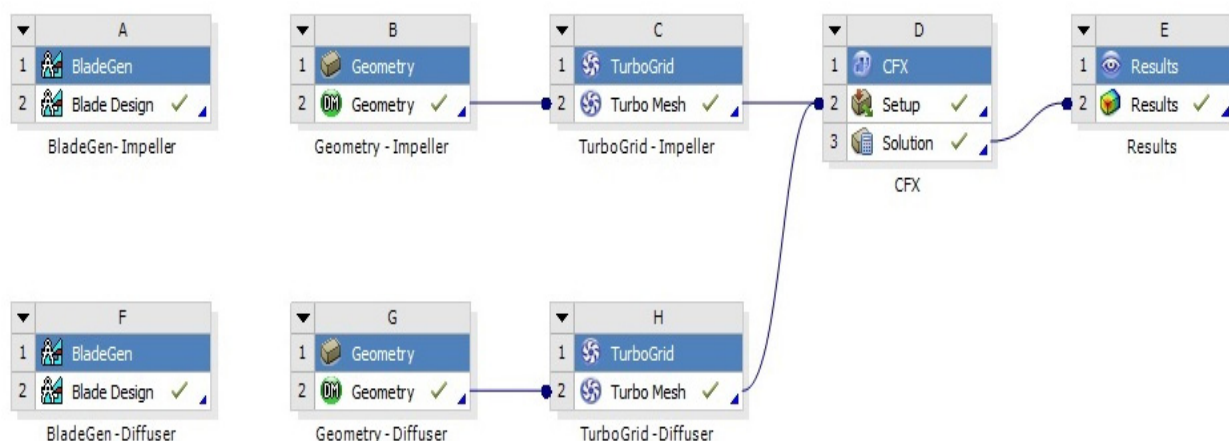 A
1 BladeGen
2 Blade Design
BladeGen- Impeller
B
1 Geometry
2 DM Geometry
Geometry - Impeller
C
1 TurboGrid
2 Turbo Mesh
TurboGrid - Impeller
D
1 CFX
2 Setup
3 Solution
CFX
E
1 Results
2 Results
Results
F
1 BladeGen
2 Blade Design
BladeGen -Diffuser
G
1 Geometry
2 DM Geometry
Geometry - Diffuser
H
1 TurboGrid
2 Turbo Mesh
TurboGrid -Diffuser